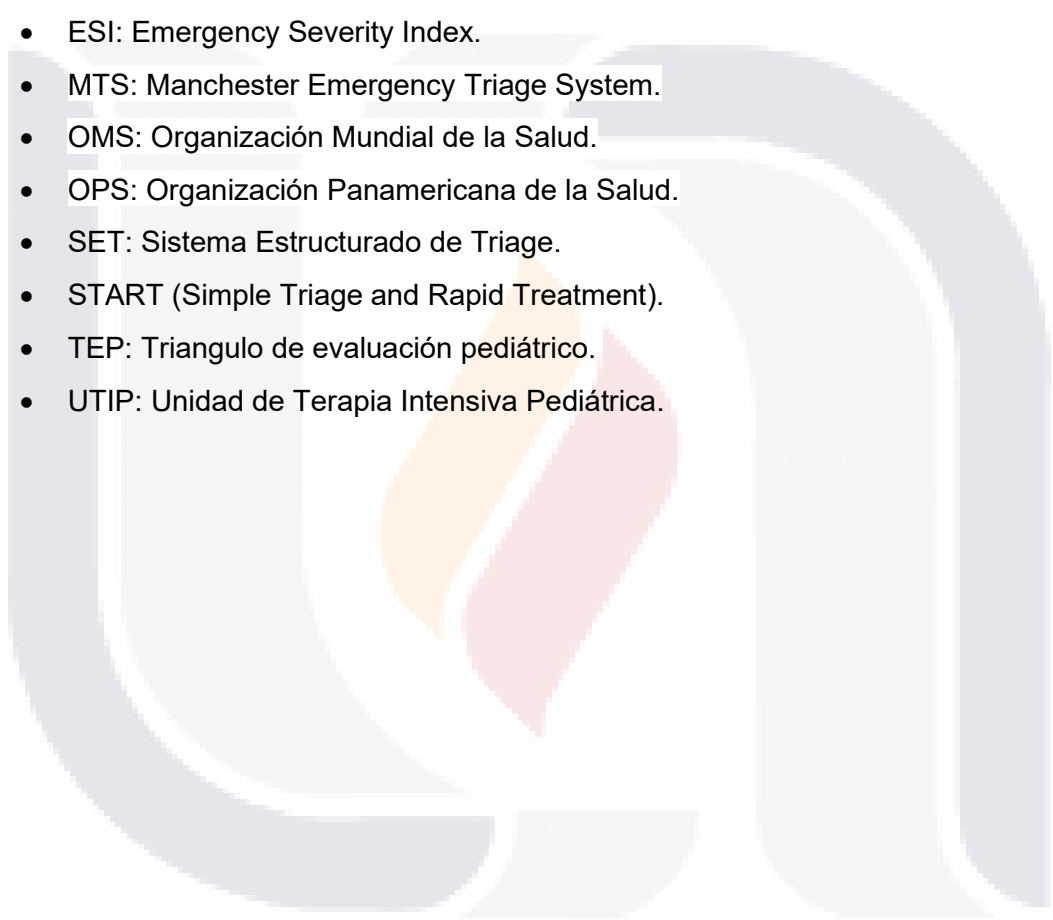 • ESI: Emergency Severity Index.
• MTS: Manchester Emergency Triage System.
• OMS: Organización Mundial de la Salud.
• OPS: Organización Panamericana de la Salud.
• SET: Sistema Estructurado de Triage.
• START (Simple Triage and Rapid Treatment).
• TEP: Triangulo de evaluación pediátrico.
• UTIP: Unidad de Terapia Intensiva Pediátrica.